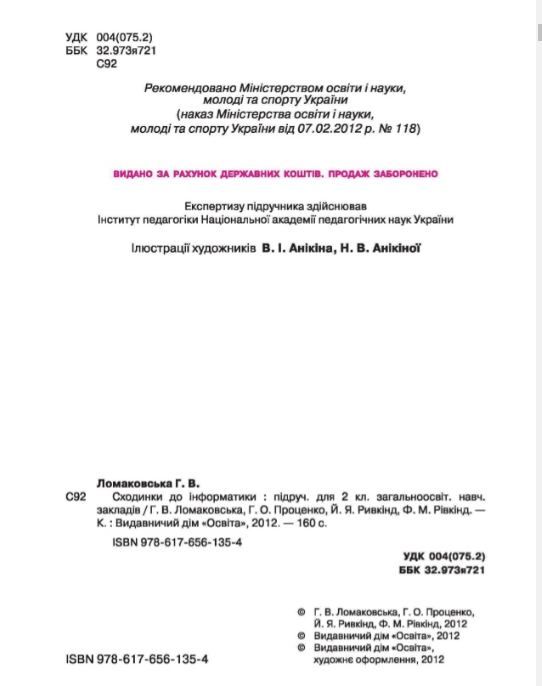 УДК 004(075.2)
ББК 32.973я721
С92
Рекомендовано Міністерством освіти і науки,
молоді та спорту України
(наказ Міністерства освіти і науки,
молоді та спорту України від 07.02.2012 р. № 118)
ВИДАНО ЗА РАХУНОК ДЕРЖАВНИХ КОШТІВ. ПРОДАЖ ЗАБОРОНЕНО
Експертизу підручника здійснював
Інститут педагогіки Національної академії педагогічних наук України
Ілюстрації художників В. І. Анікіна, Н. В. Анікіної
Ломаковська Г. В.
С92 Сходинки до інформатики : підруч. для 2 кл. загальноосвіт. навч.
закладів / Г. В. Ломаковська, Г. О. Проценко, Й. Я. Ривкінд, Ф. М. Рівкінд. —
К. : Видавничий дім «Освіта», 2012. — 160 с.
ISBN 978-617-656-135-4
УДК 004(075.2)
ББК 32.973я721
© Г. В. Ломаковська, Г. О. Проценко,
Й. Я. Ривкінд, Ф. М. Рівкінд, 2012
© Видавничий дім «Освіта», 2012
© Видавничий дім «Освіта»,
художнє оформлення, 2012
ISBN 978-617-656-135-4